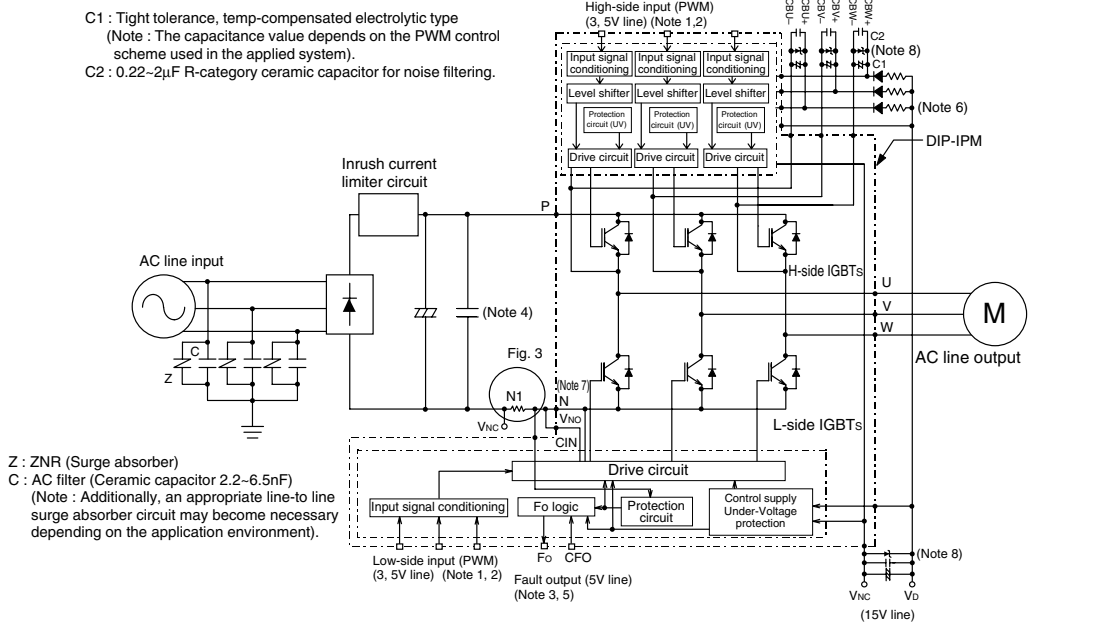 C1 : Tight tolerance, temp-compensated electrolytic type
(Note : The capacitance value depends on the PWM control
scheme used in the applied system).
C2 : 0.22~2μF R-category ceramic capacitor for noise filtering.
High-side input (PWM)
(3, 5V line) (Note 1,2)
CBU–
CBU+
CBV–
CBV+
CBW–
CBW+
C2
(Note 8)
C1
(Note 6)
DIP-IPM
Input signal
conditioning
Input signal
conditioning
Input signal
conditioning
Level shifter
Level shifter
Level shifter
Protection
circuit (UV)
Protection
circuit (UV)
Protection
circuit (UV)
Drive circuit
Drive circuit
Drive circuit
Inrush current
limiter circuit
P
AC line input
H-side IGBTs
U
V
W
M
AC line output
(Note 4)
C
Z
Fig. 3
N1
VNC
(Note 7)
N
VNO
CIN
L-side IGBTs
Z : ZNR (Surge absorber)
C : AC filter (Ceramic capacitor 2.2~6.5nF)
(Note : Additionally, an appropriate line-to line
surge absorber circuit may become necessary
depending on the application environment).
Drive circuit
Input signal conditioning
Fo logic
Protection
circuit
Control supply
Under-Voltage
protection
Low-side input (PWM)
(3, 5V line) (Note 1, 2)
FO
CFO
Fault output (5V line)
(Note 3, 5)
(Note 8)
VNC
VD
(15V line)